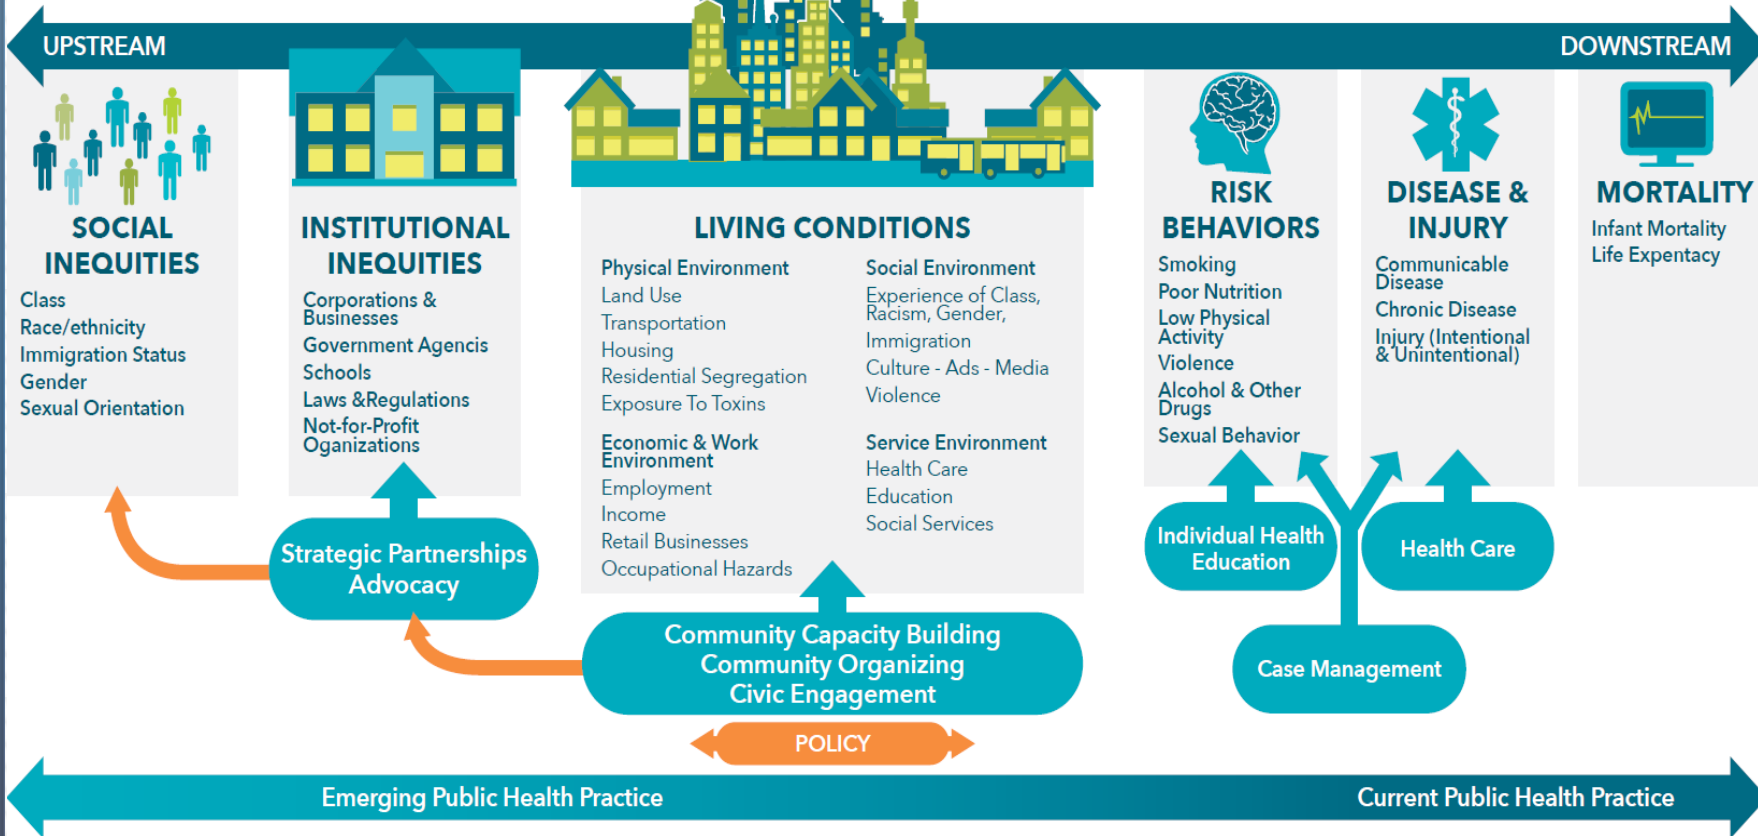 UPSTREAM
DOWNSTREAM
SOCIAL
INEQUITIES
Class
Race/ethnicity
Immigration Status
Gender
Sexual Orientation
INSTITUTIONAL
INEQUITIES
Corporations &
Businesses
Government Agencis
Schools
Laws &Regulations
Not-for-Profit
Oganizations
LIVING CONDITIONS
Physical Environment
Land Use
Transportation
Housing
Residential Segregation
Exposure To Toxins
Economic & Work
Environment
Employment
Income
Retail Businesses
Occupational Hazards
Social Environment
Experience of Class,
Racism, Gender,
Immigration
Culture - Ads - Media
Violence
Service Environment
Health Care
Education
Social Services
RISK
BEHAVIORS
Smoking
Poor Nutrition
Low Physical
Activity
Violence
Alcohol & Other
Drugs
Sexual Behavior
DISEASE &
INJURY
Communicable
Disease
Chronic Disease
Injury (Intentional
& Unintentional)
MORTALITY
Infant Mortality
Life Expentacy
Strategic Partnerships
Advocacy
Community Capacity Building
Community Organizing
Civic Engagement
Individual Health
Education
Health Care
Case Management
POLICY
Emerging Public Health Practice
Current Public Health Practice